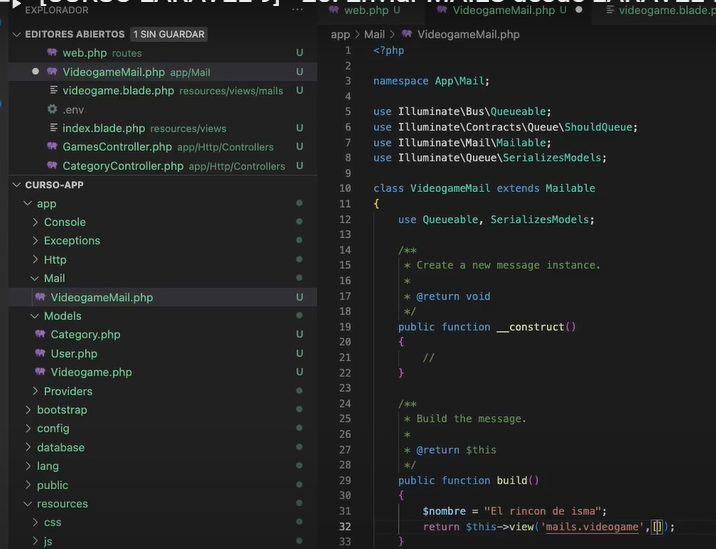 [CURSO LARAVEL 9]
EXPLORADOR
EDITORES ABIERTOS 1 SIN GUARDAR
web.php routes U
VideogameMail.php app/Mail U
videogame.blade.php resources/views/mails U
.env
index.blade.php resources/views U
GamesController.php app/Http/Controllers U
CategoryController.php app/Http/Controllers U
CURSO-APP
app
Console
Exceptions
Http
Mail
VideogameMail.php U
Models
Category.php U
User.php U
Videogame.php U
Providers
bootstrap
config
database
lang
public
resources
css
js
web.php U VideogameMail.php U videogame.blade.p
app > Mail > VideogameMail.php
1 <?php
2
3 namespace App\Mail;
4
5 use Illuminate\Bus\Queueable;
6 use Illuminate\Contracts\Queue\ShouldQueue;
7 use Illuminate\Mail\Mailable;
8 use Illuminate\Queue\SerializesModels;
9
10 class VideogameMail extends Mailable
11 {
12 use Queueable, SerializesModels;
13
14 /**
15 * Create a new message instance.
16 *
17 * @return void
18 */
19 public function __construct()
20 {
21 //
22 }
23
24 /**
25 * Build the message.
26 *
27 * @return $this
28 */
29 public function build()
30 {
31 $nombre = "El rincon de isma";
32 return $this->view('mails.videogame',[]);
33 }